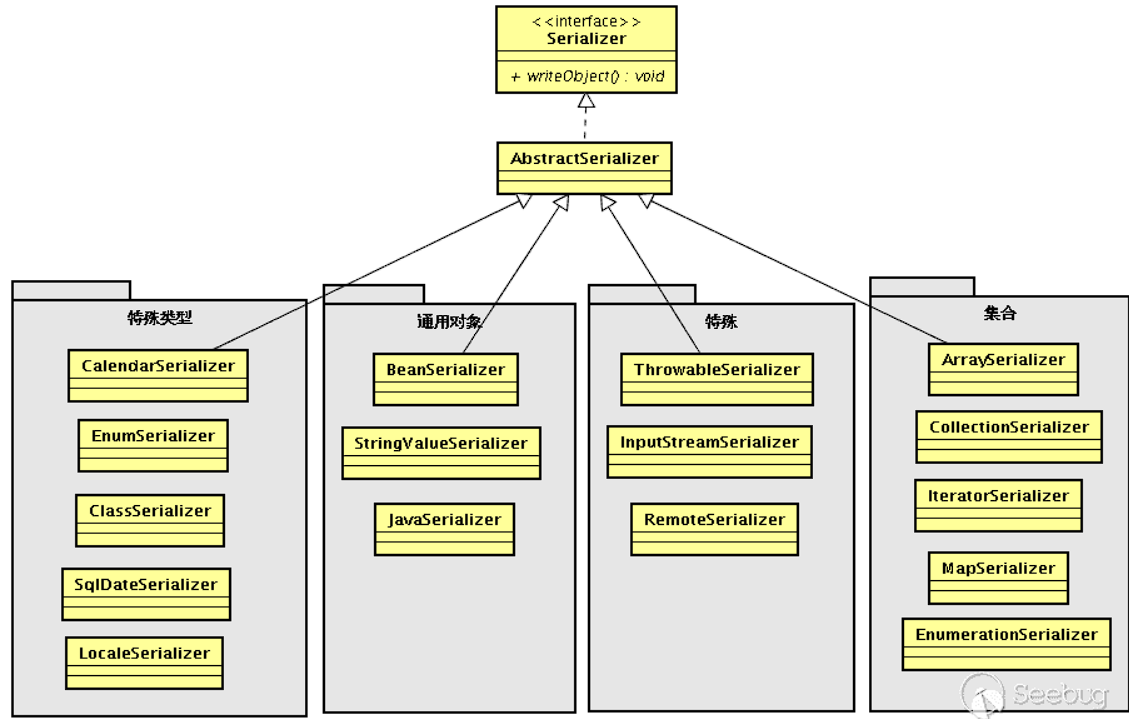 <<interface>>
Serializer
+ writeObject() : void
AbstractSerializer
特殊类型
CalendarSerializer
EnumSerializer
ClassSerializer
SqlDateSerializer
LocaleSerializer
通用对象
BeanSerializer
StringValueSerializer
JavaSerializer
特殊
ThrowableSerializer
InputStreamSerializer
RemoteSerializer
集合
ArraySerializer
CollectionSerializer
IteratorSerializer
MapSerializer
EnumerationSerializer
Seebug